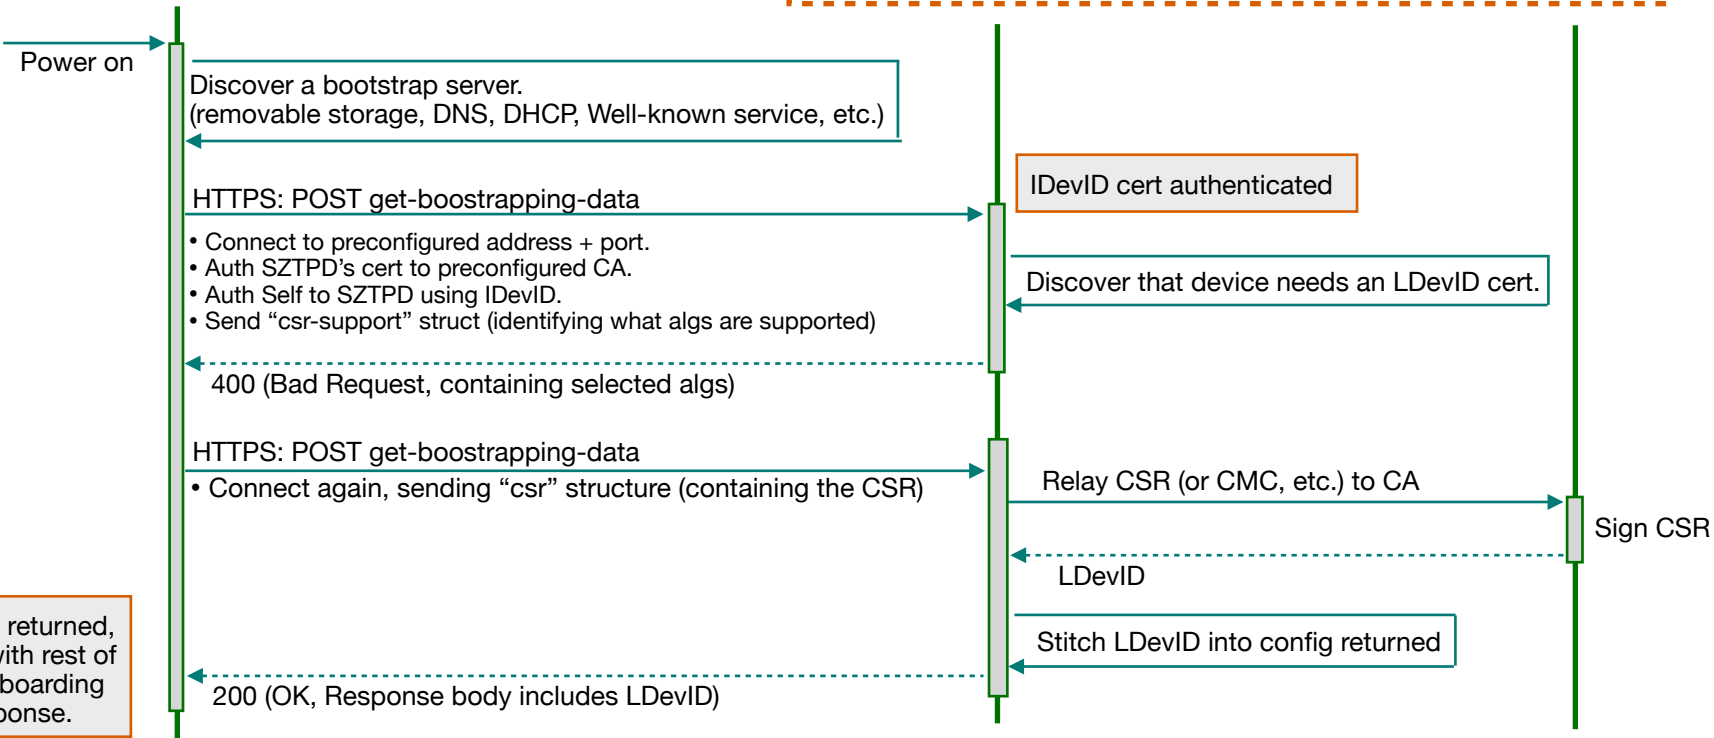 Power on
Discover a bootstrap server.
(removable storage, DNS, DHCP, Well-known service, etc.)
IDevID cert authenticated
HTTPS: POST get-boostrapping-data
• Connect to preconfigured address + port.
• Auth SZTPD's cert to preconfigured CA.
• Auth Self to SZTPD using IDevID.
• Send “csr-support” struct (identifying what algs are supported)
Discover that device needs an LDevID cert.
400 (Bad Request, containing selected algs)
HTTPS: POST get-boostrapping-data
• Connect again, sending “csr” structure (containing the CSR)
Relay CSR (or CMC, etc.) to CA
Sign CSR
LDevID
Stitch LDevID into config returned
200 (OK, Response body includes LDevID)
returned,
rest of